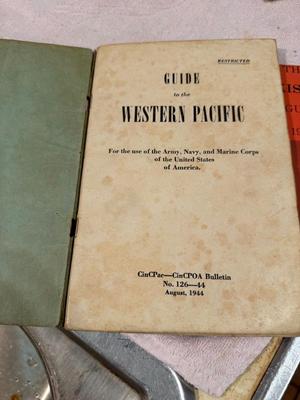 RESTRICTED
GUIDE
to the
WESTERN PACIFIC
For the use of the Army, Navy, and Marine Corps
of the United States
of America.
CinCPac—CinCPOA Bulletin
No. 126—44
August, 1944